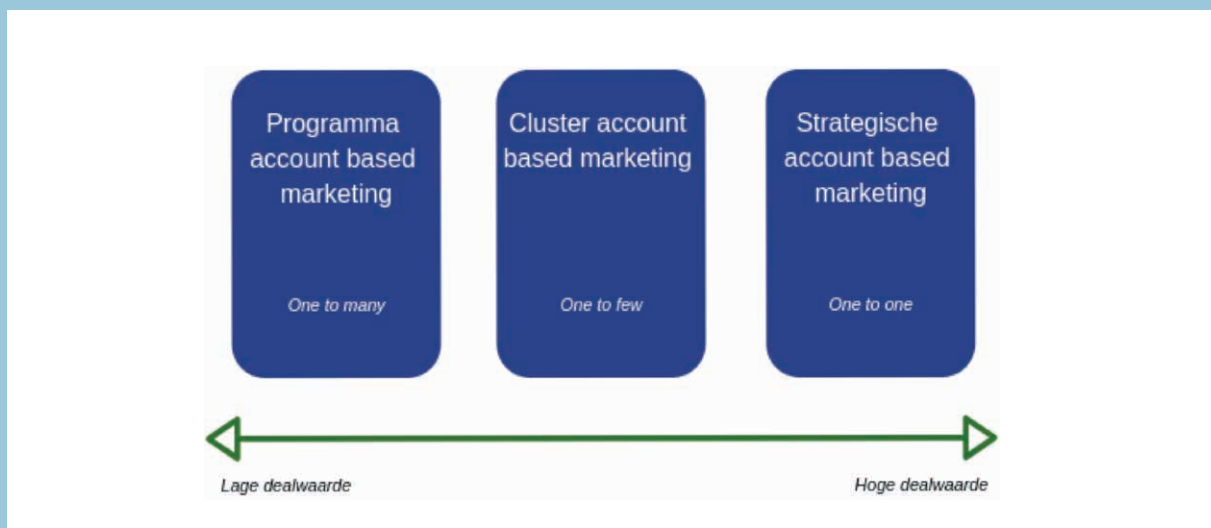 Programma
account based
marketing
One to many
Cluster account
based marketing
One to few
Strategische
account based
marketing
One to one
Lage dealwaarde
Hoge dealwaarde